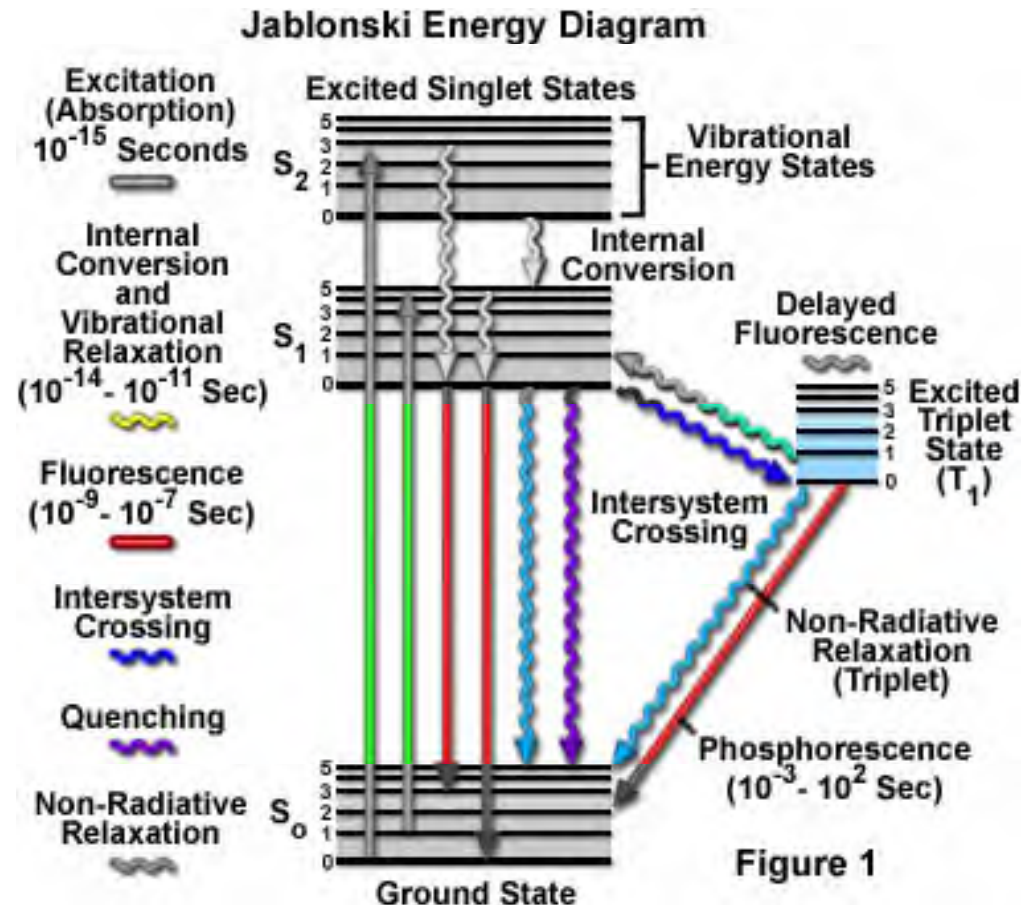 Jablonski Energy Diagram
Excitation
(Absorption)
10⁻¹⁵ Seconds
Internal
Conversion
and
Vibrational
Relaxation
(10⁻¹⁴ - 10⁻¹¹ Sec)
Fluorescence
(10⁻⁹ - 10⁻⁷ Sec)
Intersystem
Crossing
Quenching
Non-Radiative
Relaxation
Excited Singlet States
S₂
5
3
2
1
0
Vibrational
Energy States
Internal
Conversion
S₁
5
3
2
1
0
Delayed
Fluorescence
5
3
2
1
0
Excited
Triplet
State
(T₁)
Intersystem
Crossing
Non-Radiative
Relaxation
(Triplet)
Phosphorescence
(10⁻³ - 10² Sec)
S₀
5
3
2
1
0
Ground State
Figure 1